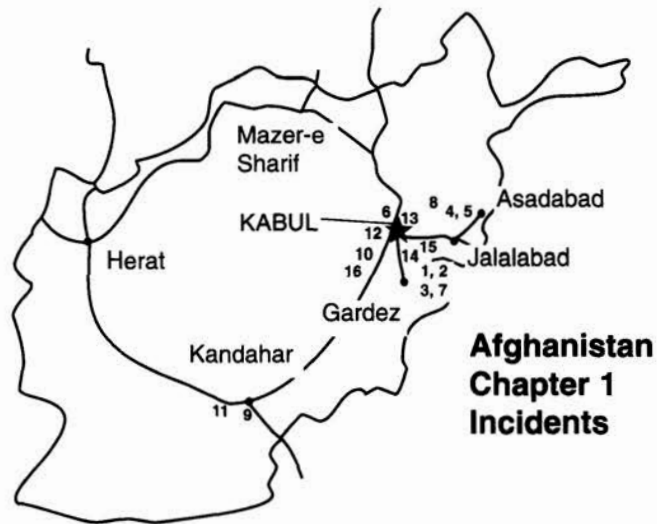 Mazer-e
Sharif
8
Asadabad
4, 5
6
13
KABUL
12
15
Jalalabad
14
Herat
10
1, 2
16
3, 7
Gardez
Kandahar
11
9
Afghanistan
Chapter 1
Incidents